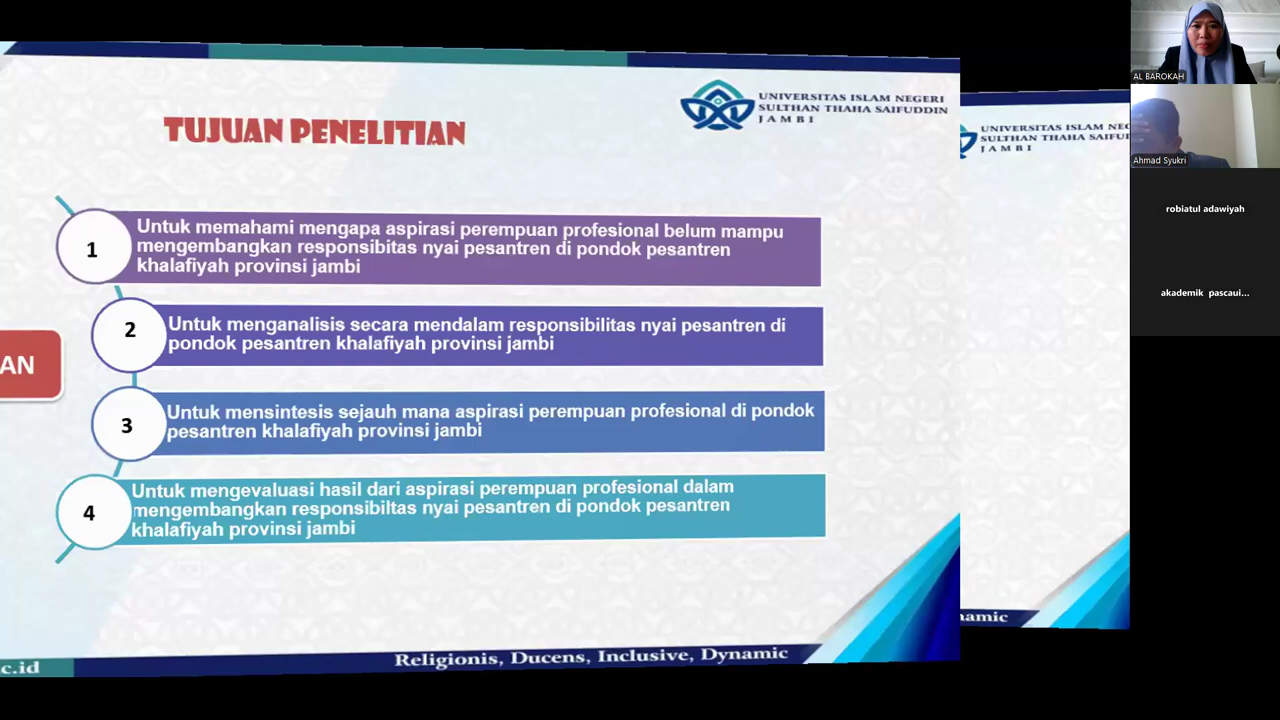 TUJUAN PENELITIAN
UNIVERSITAS ISLAM NEGERI
SULTHAN THAHA SAIFUDDIN
JAMBI
1
Untuk memahami mengapa aspirasi perempuan profesional belum mampu
mengembangkan responsibitas nyai pesantren di pondok pesantren
khalafiyah provinsi jambi
2
Untuk menganalisis secara mendalam responsibilitas nyai pesantren di
pondok pesantren khalafiyah provinsi jambi
AN
3
Untuk mensintesis sejauh mana aspirasi perempuan profesional di pondok
pesantren khalafiyah provinsi jambi
4
Untuk mengevaluasi hasil dari aspirasi perempuan profesional dalam
mengembangkan responsibiltas nyai pesantren di pondok pesantren
khalafiyah provinsi jambi
c.id
Religionis, Ducens, Inclusive, Dynamic
UNIVERSITAS ISLAM NEG
SULTHAN THAHA SAIFU
JAMBI
namic
AL BAROKAH
Ahmad Syukri
robiatul adawiyah
akademik pascaui...